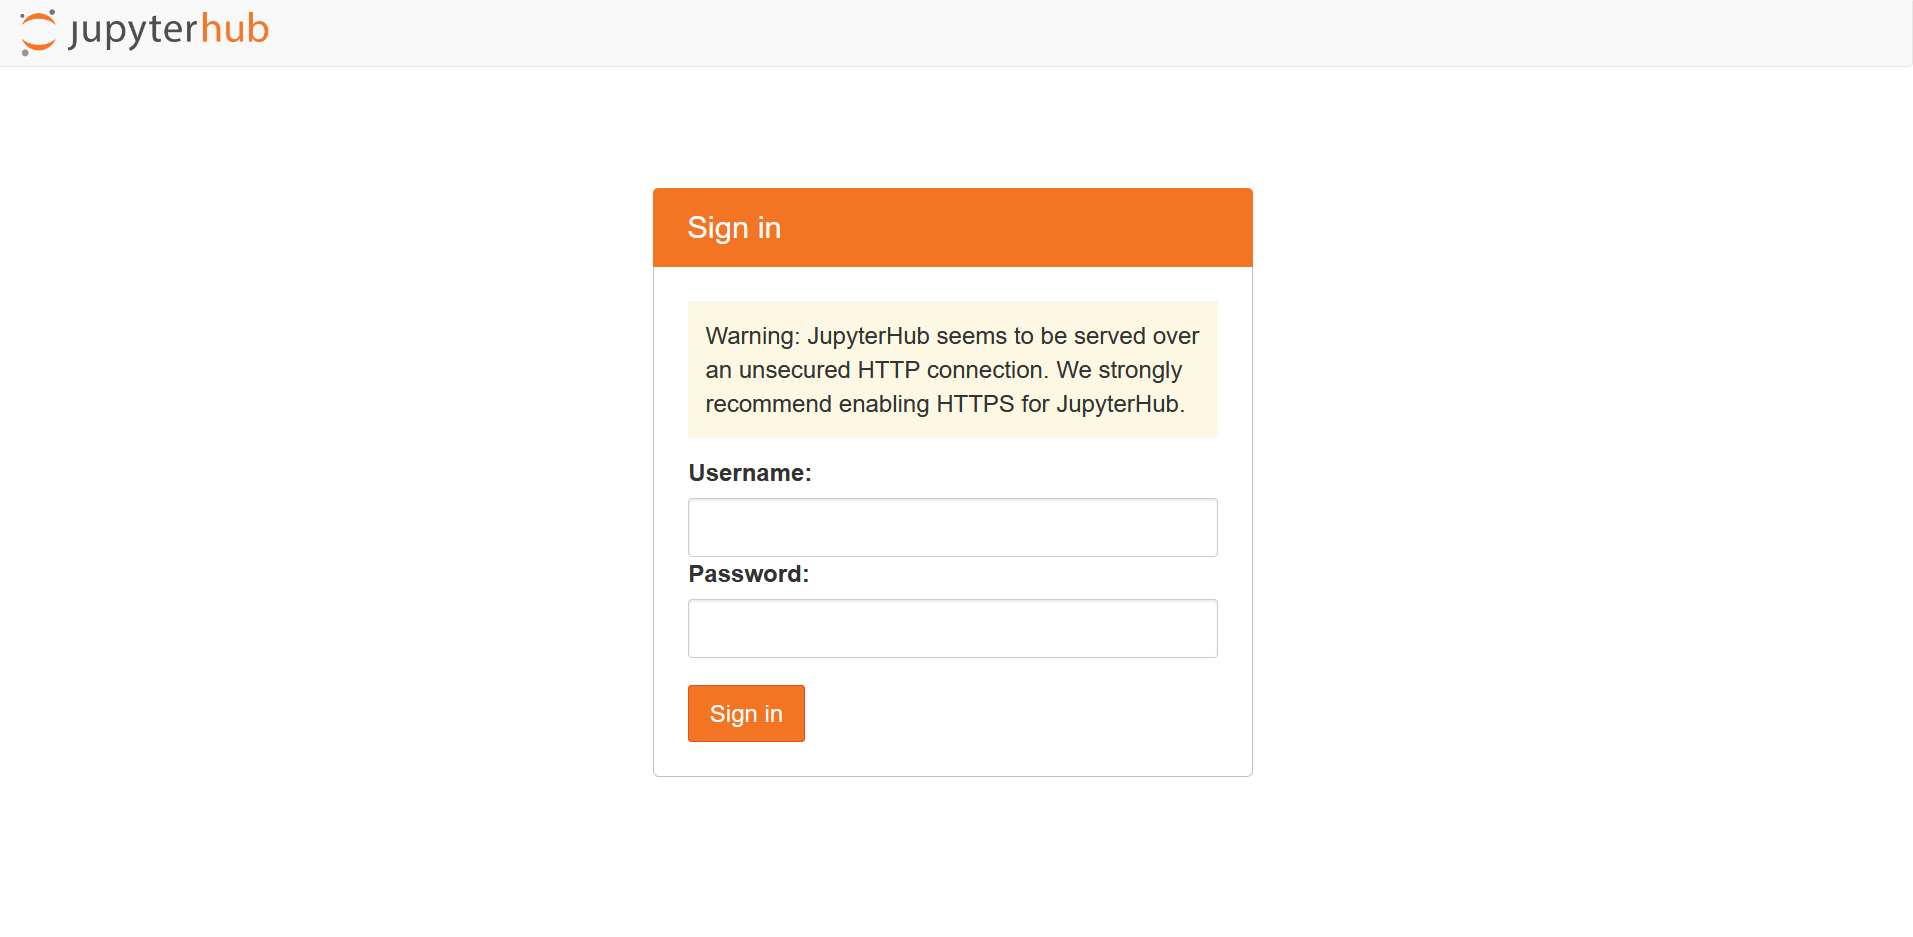 jupyterhub
Sign in
Warning: JupyterHub seems to be served over
an unsecured HTTP connection. We strongly
recommend enabling HTTPS for JupyterHub.
Username:
Password:
Sign in